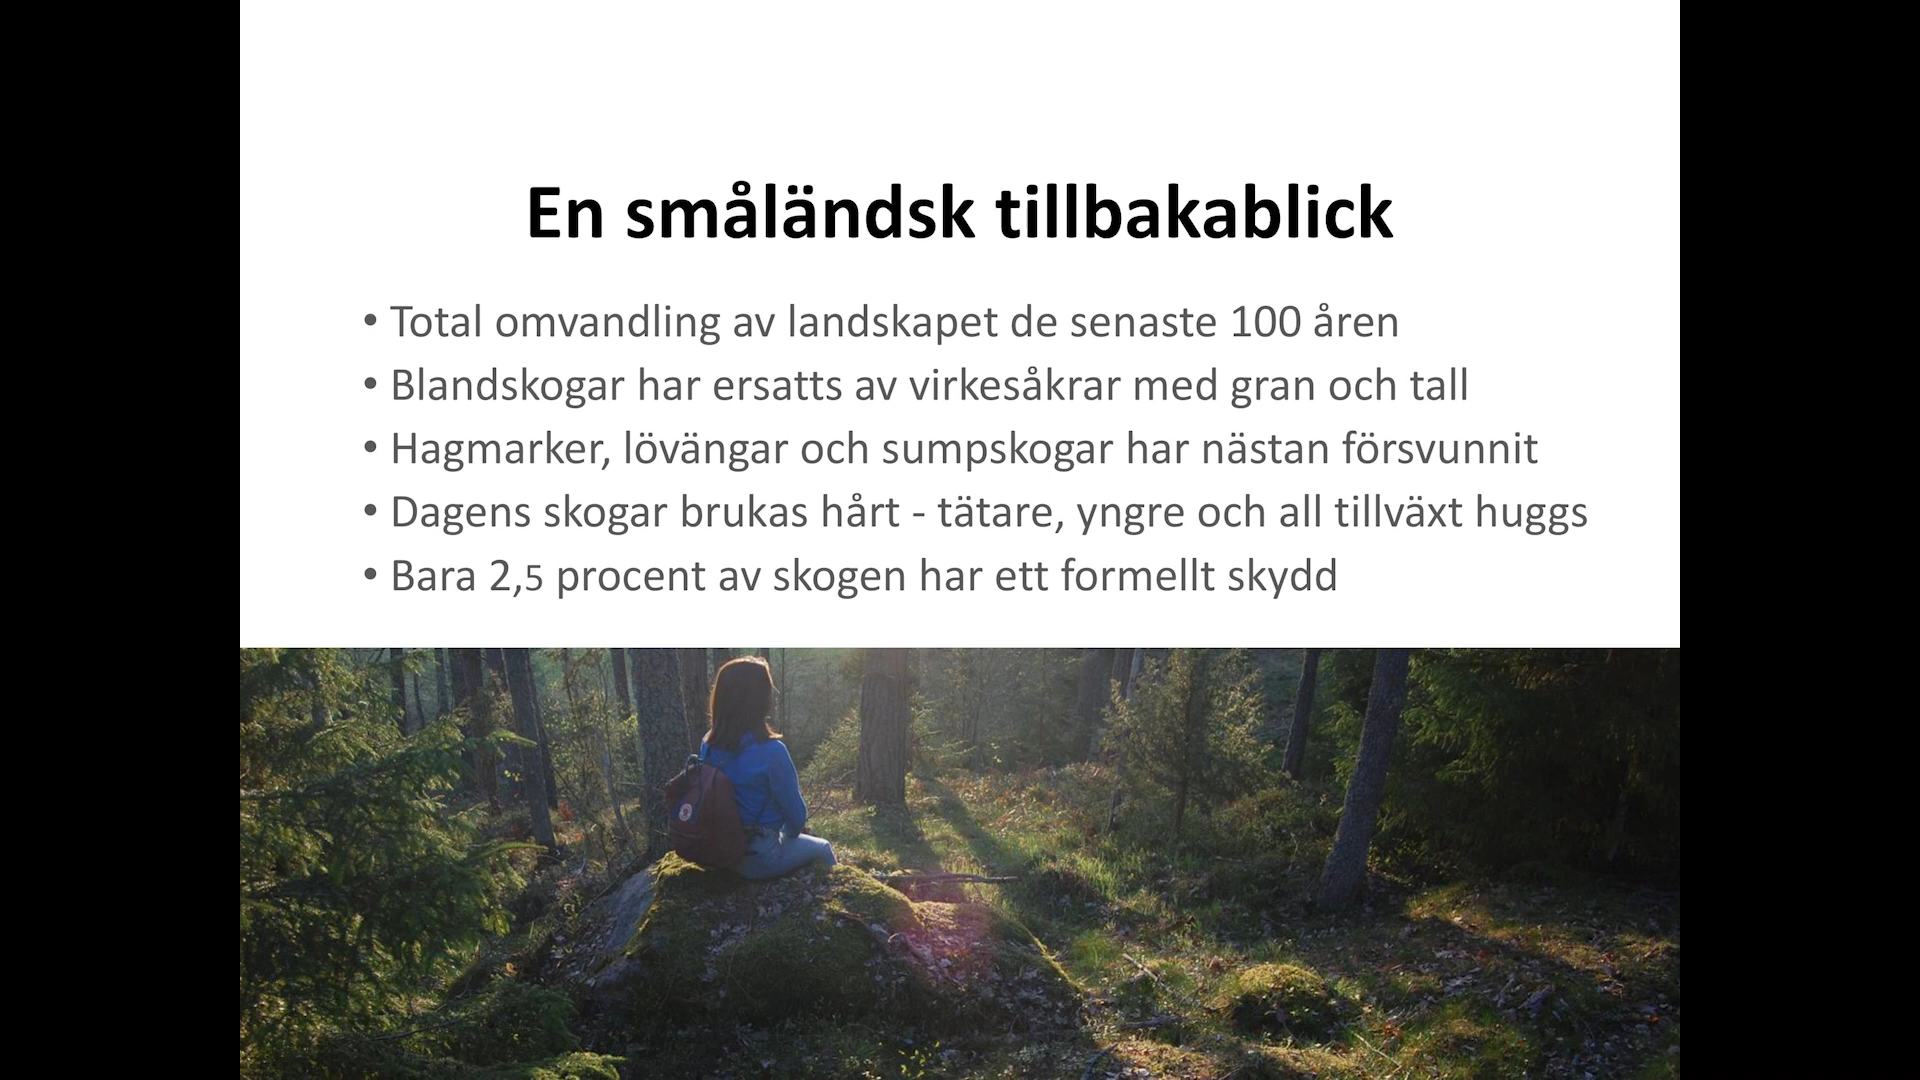 En småländsk tillbakablick
• Total omvandling av landskapet de senaste 100 åren
• Blandskogar har ersatts av virkesåkrar med gran och tall
• Hagmarker, lövängar och sumpskogar har nästan försvunnit
• Dagens skogar brukas hårt - tätare, yngre och all tillväxt huggs
• Bara 2,5 procent av skogen har ett formellt skydd